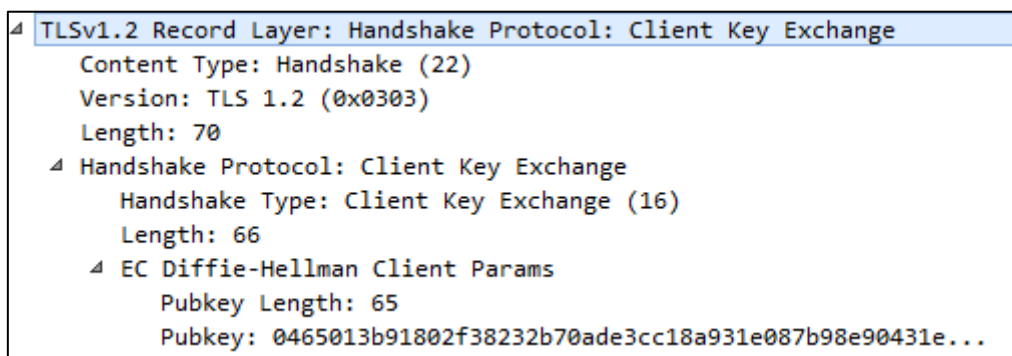 TLSv1.2 Record Layer: Handshake Protocol: Client Key Exchange
Content Type: Handshake (22)
Version: TLS 1.2 (0x0303)
Length: 70
Handshake Protocol: Client Key Exchange
Handshake Type: Client Key Exchange (16)
Length: 66
EC Diffie-Hellman Client Params
Pubkey Length: 65
Pubkey: 0465013b91802f38232b70ade3cc18a931e087b98e90431e...